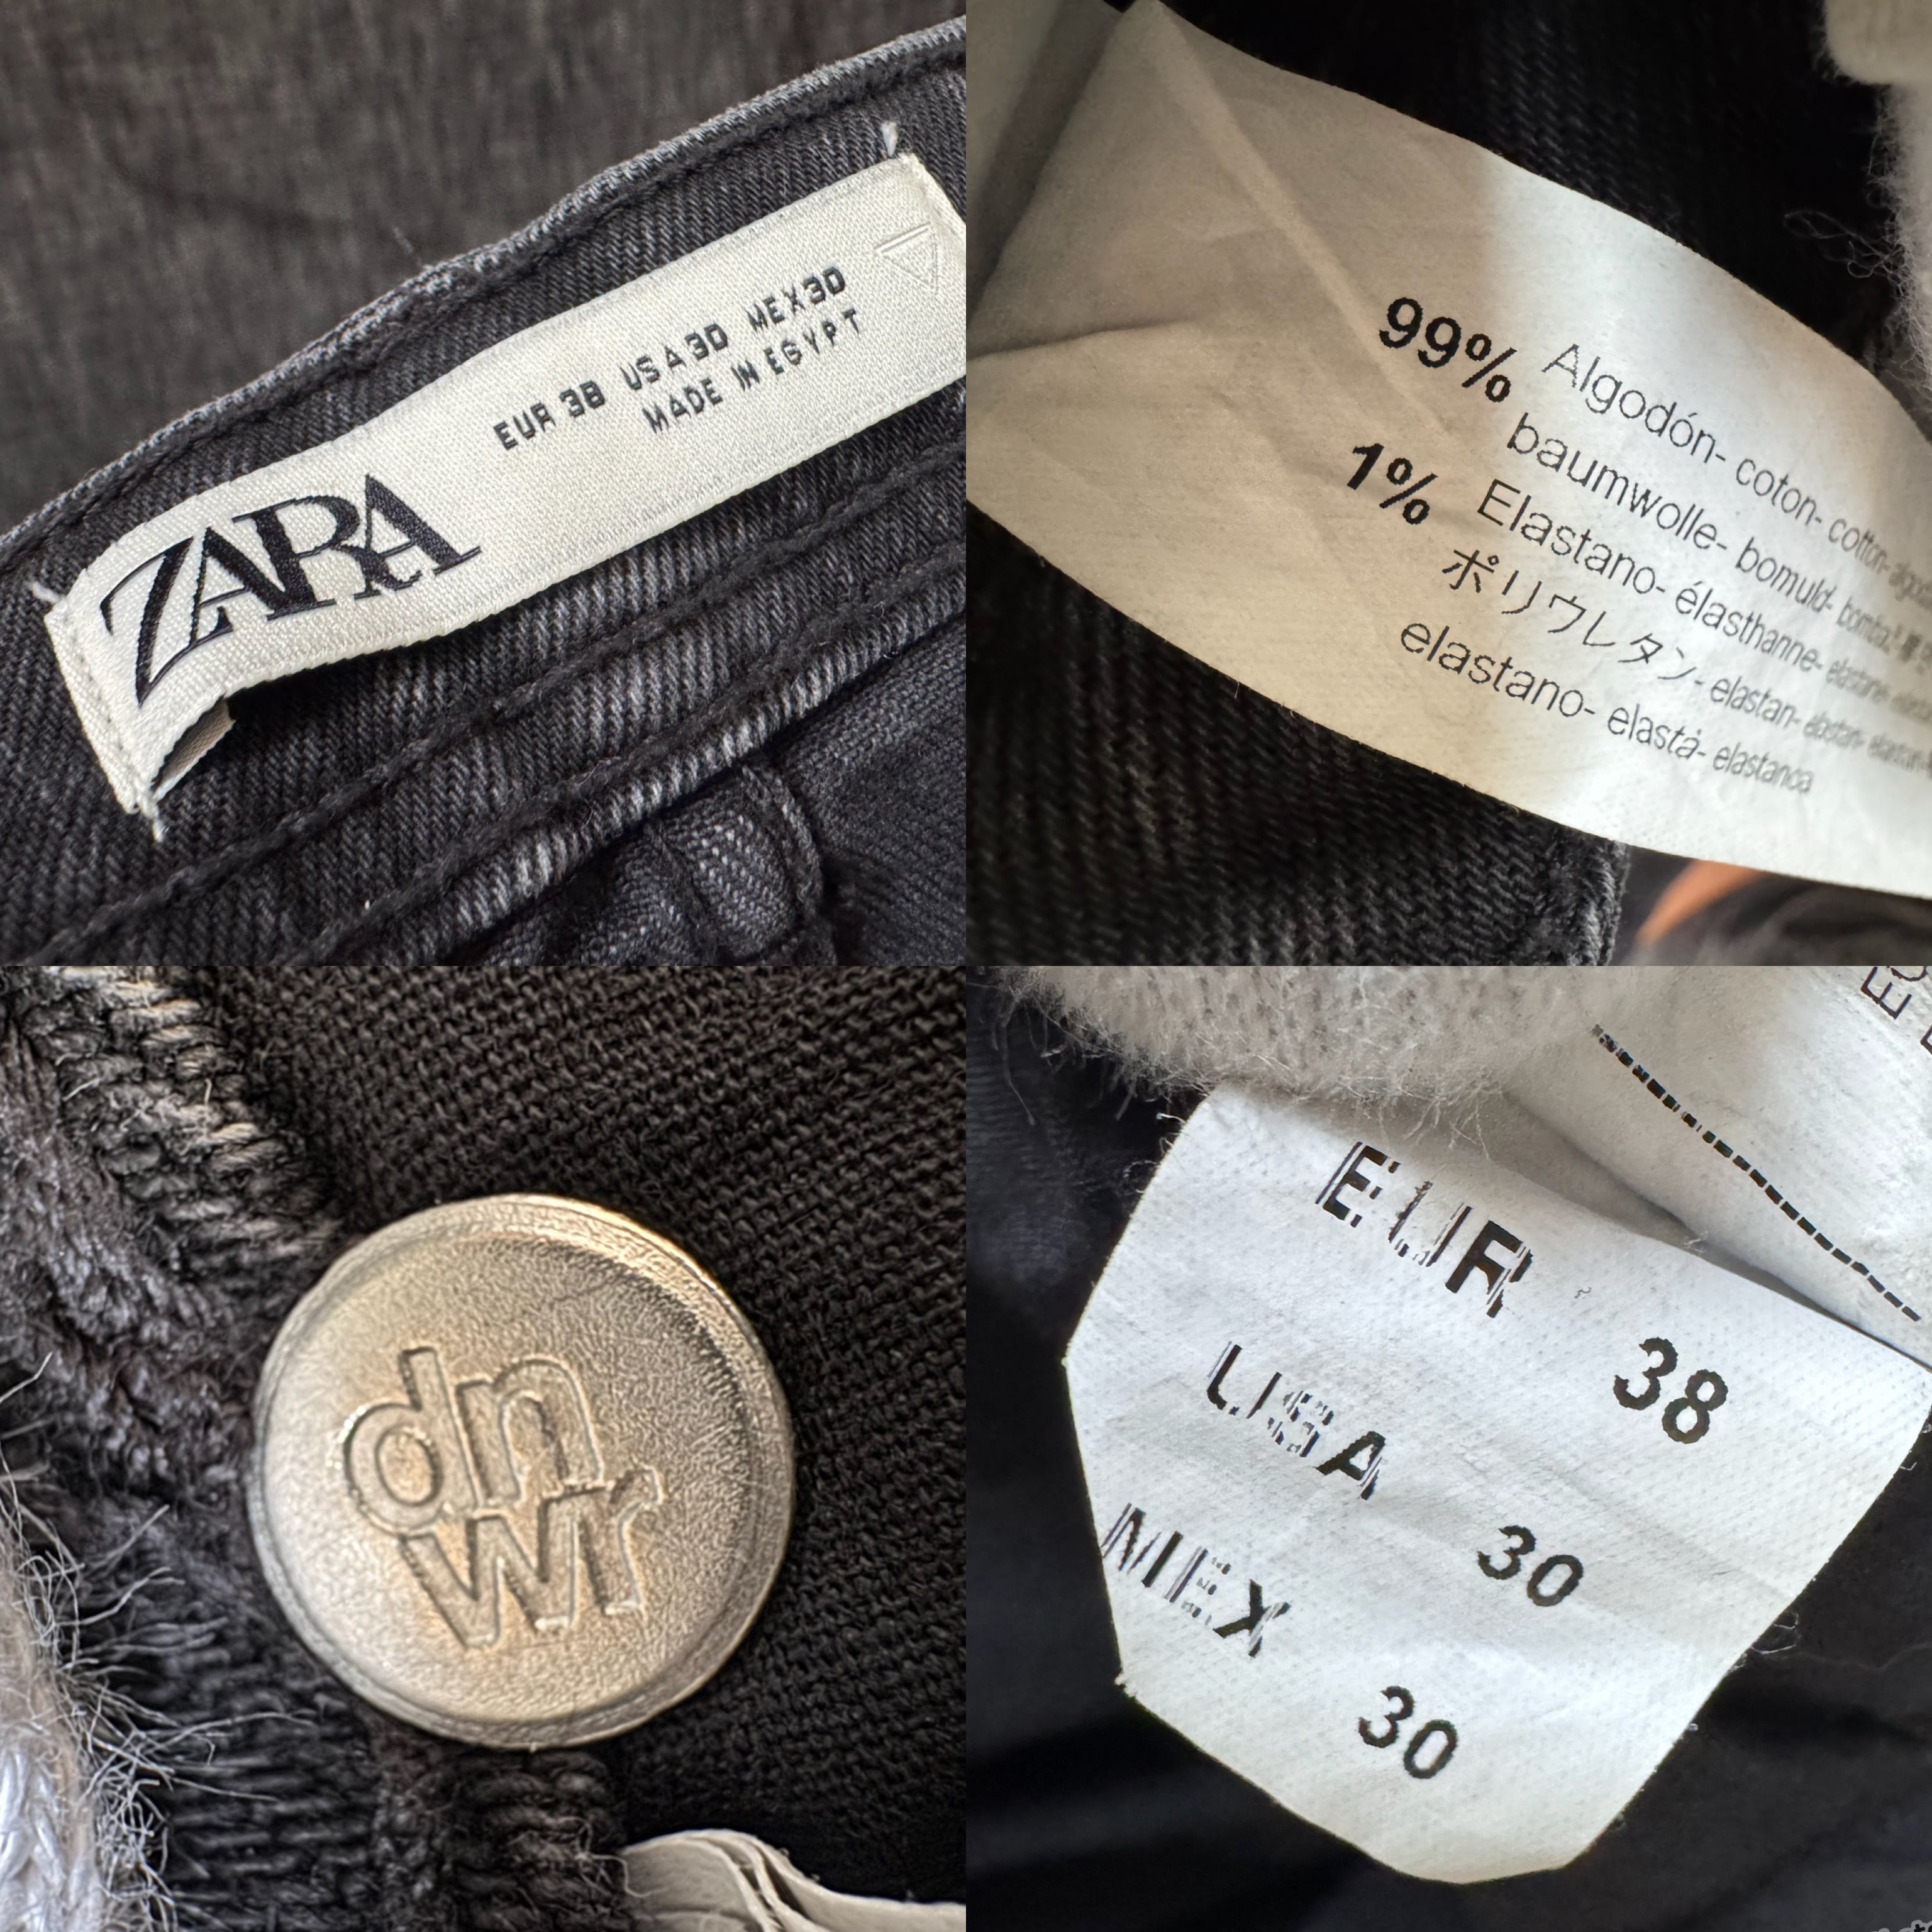 ZARA
EUR 38 USA 30 MEX 30
MADE IN EGYPT
99% Algodón- coton- cotton-
baumwolle- bomuld-
1% Elastano- élasthanne-
ポリウレタン- elastan- elastan-
elastano- elastá- elastanca
dn
wr
EUR 38
USA 30
MEX 30